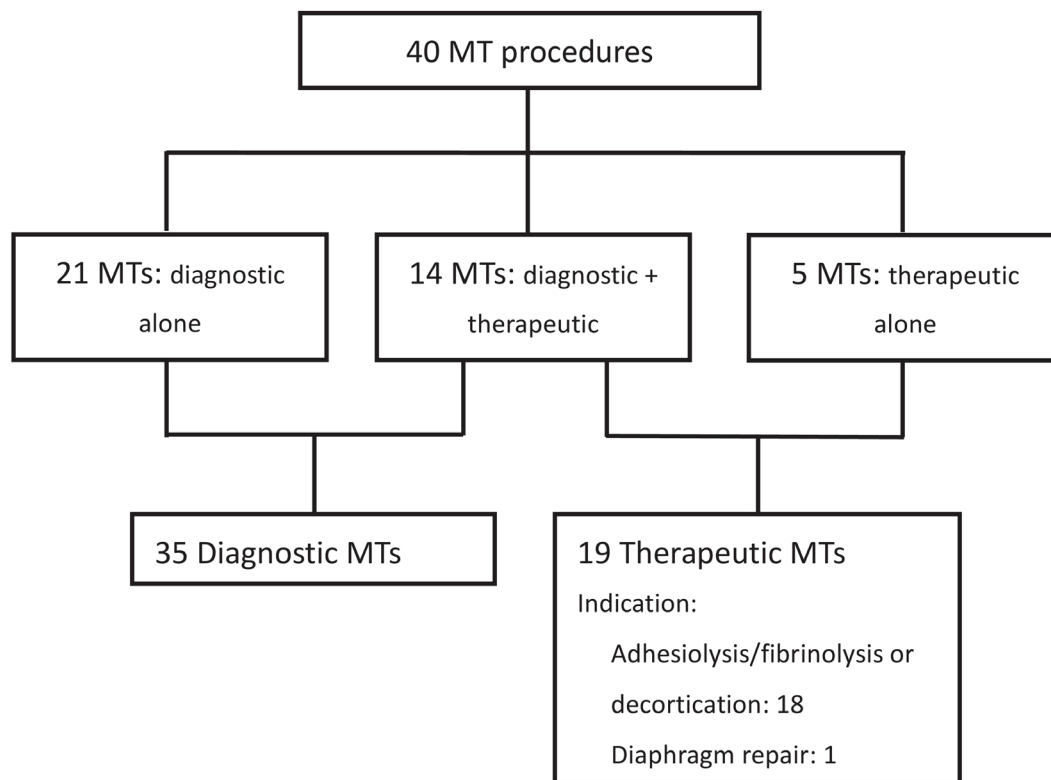 40 MT procedures
21 MTs: diagnostic
alone
14 MTs: diagnostic +
therapeutic
5 MTs: therapeutic
alone
35 Diagnostic MTs
19 Therapeutic MTs
Indication:
Adhesiolysis/fibrinolysis or
decortication: 18
Diaphragm repair: 1